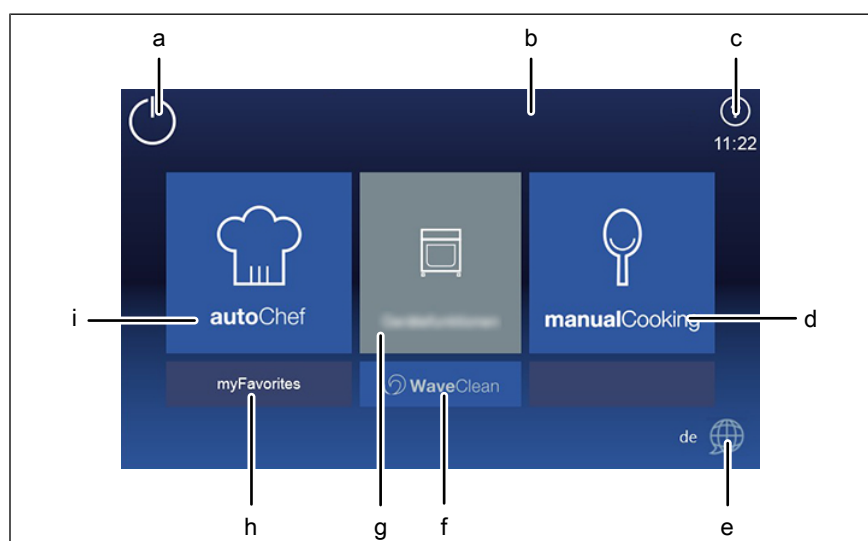 a
b
c
11:22
autoChef
manualCooking
i
d
myFavorites
WaveClean
de
h
g
f
e